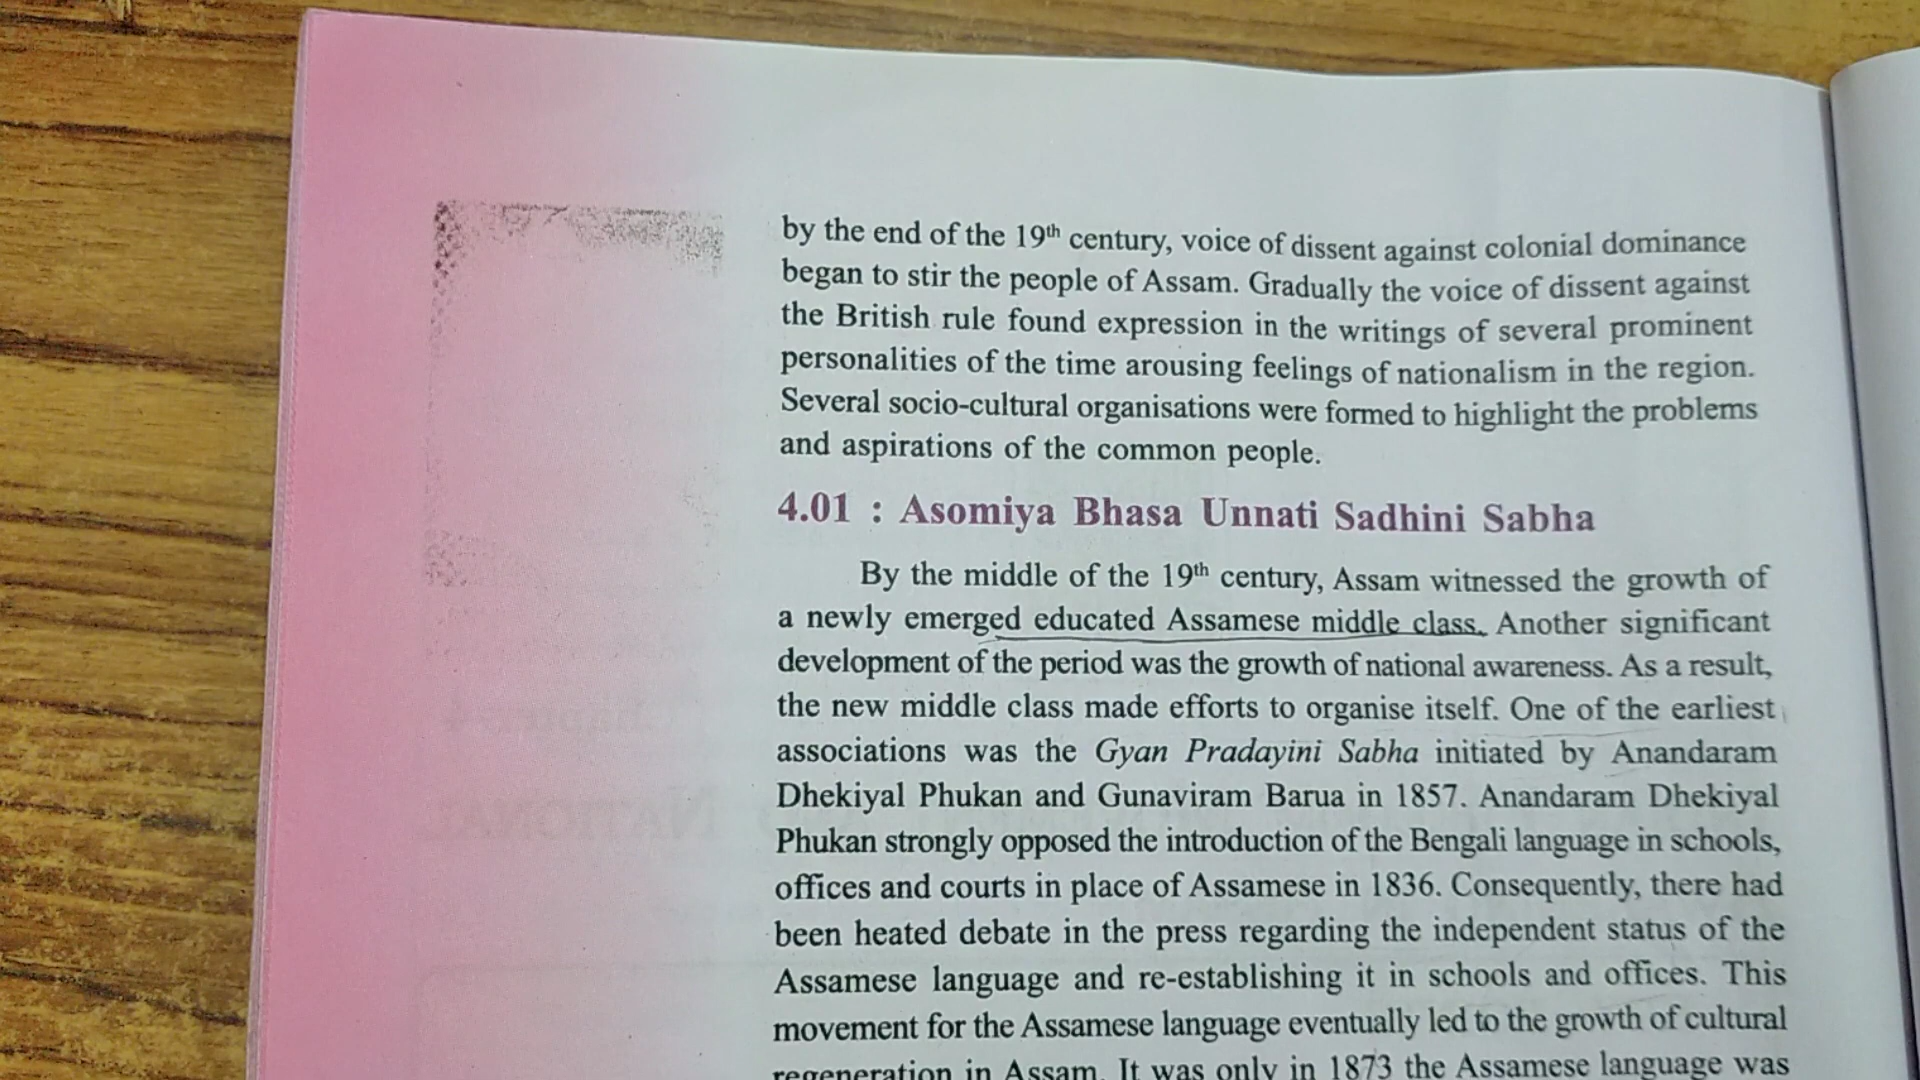 by the end of the 19th century, voice of dissent against colonial dominance
began to stir the people of Assam. Gradually the voice of dissent against
the British rule found expression in the writings of several prominent
personalities of the time arousing feelings of nationalism in the region.
Several socio-cultural organisations were formed to highlight the problems
and aspirations of the common people.
4.01 : Asomiya Bhasa Unnati Sadhini Sabha
By the middle of the 19th century, Assam witnessed the growth of
a newly emerged educated Assamese middle class. Another significant
development of the period was the growth of national awareness. As a result,
the new middle class made efforts to organise itself. One of the earliest
associations was the Gyan Pradayini Sabha initiated by Anandaram
Dhekiyal Phukan and Gunaviram Barua in 1857. Anandaram Dhekiyal
Phukan strongly opposed the introduction of the Bengali language in schools,
offices and courts in place of Assamese in 1836. Consequently, there had
been heated debate in the press regarding the independent status of the
Assamese language and re-establishing it in schools and offices. This
movement for the Assamese language eventually led to the growth of cultural
regeneration in Assam. It was only in 1873 the Assamese language was